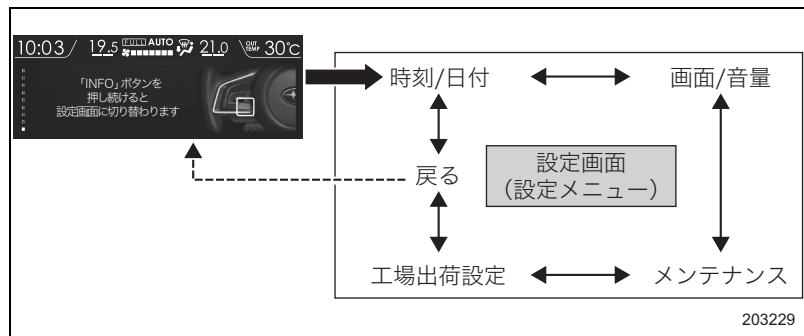 10:03 19.5 FULL AUTO 21.0 OUT TEMP 30℃
「INFO」ボタンを
押し続けると
設定画面に切り替わります
時刻/日付
画面/音量
戻る
設定画面
(設定メニュー)
工場出荷設定
メンテナンス
203229